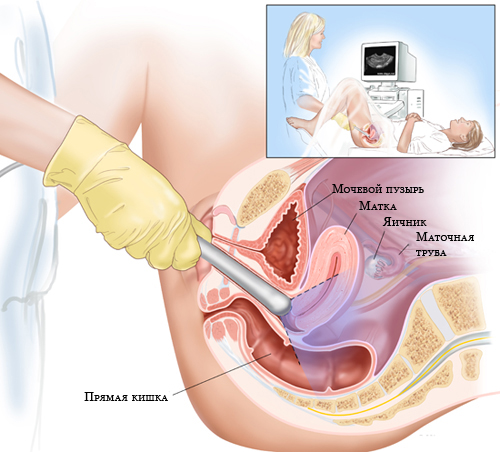 Мочевой пузырь
Матка
Яичник
Маточная
труба
Прямая кишка